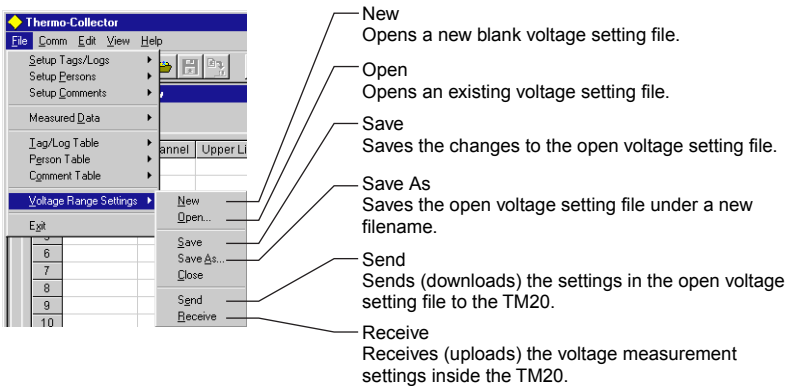 Thermo-Collector
File Comm Edit View Help
Setup Tags/Logs
Setup Persons
Setup Comments
Measured Data
Tag/Log Table
Person Table
Comment Table
Voltage Range Settings
Exit
annel Upper Li
6
7
8
9
10
New
Open...
Save
Save As...
Close
Send
Receive
New
Opens a new blank voltage setting file.
Open
Opens an existing voltage setting file.
Save
Saves the changes to the open voltage setting file.
Save As
Saves the open voltage setting file under a new
filename.
Send
Sends (downloads) the settings in the open voltage
setting file to the TM20.
Receive
Receives (uploads) the voltage measurement
settings inside the TM20.